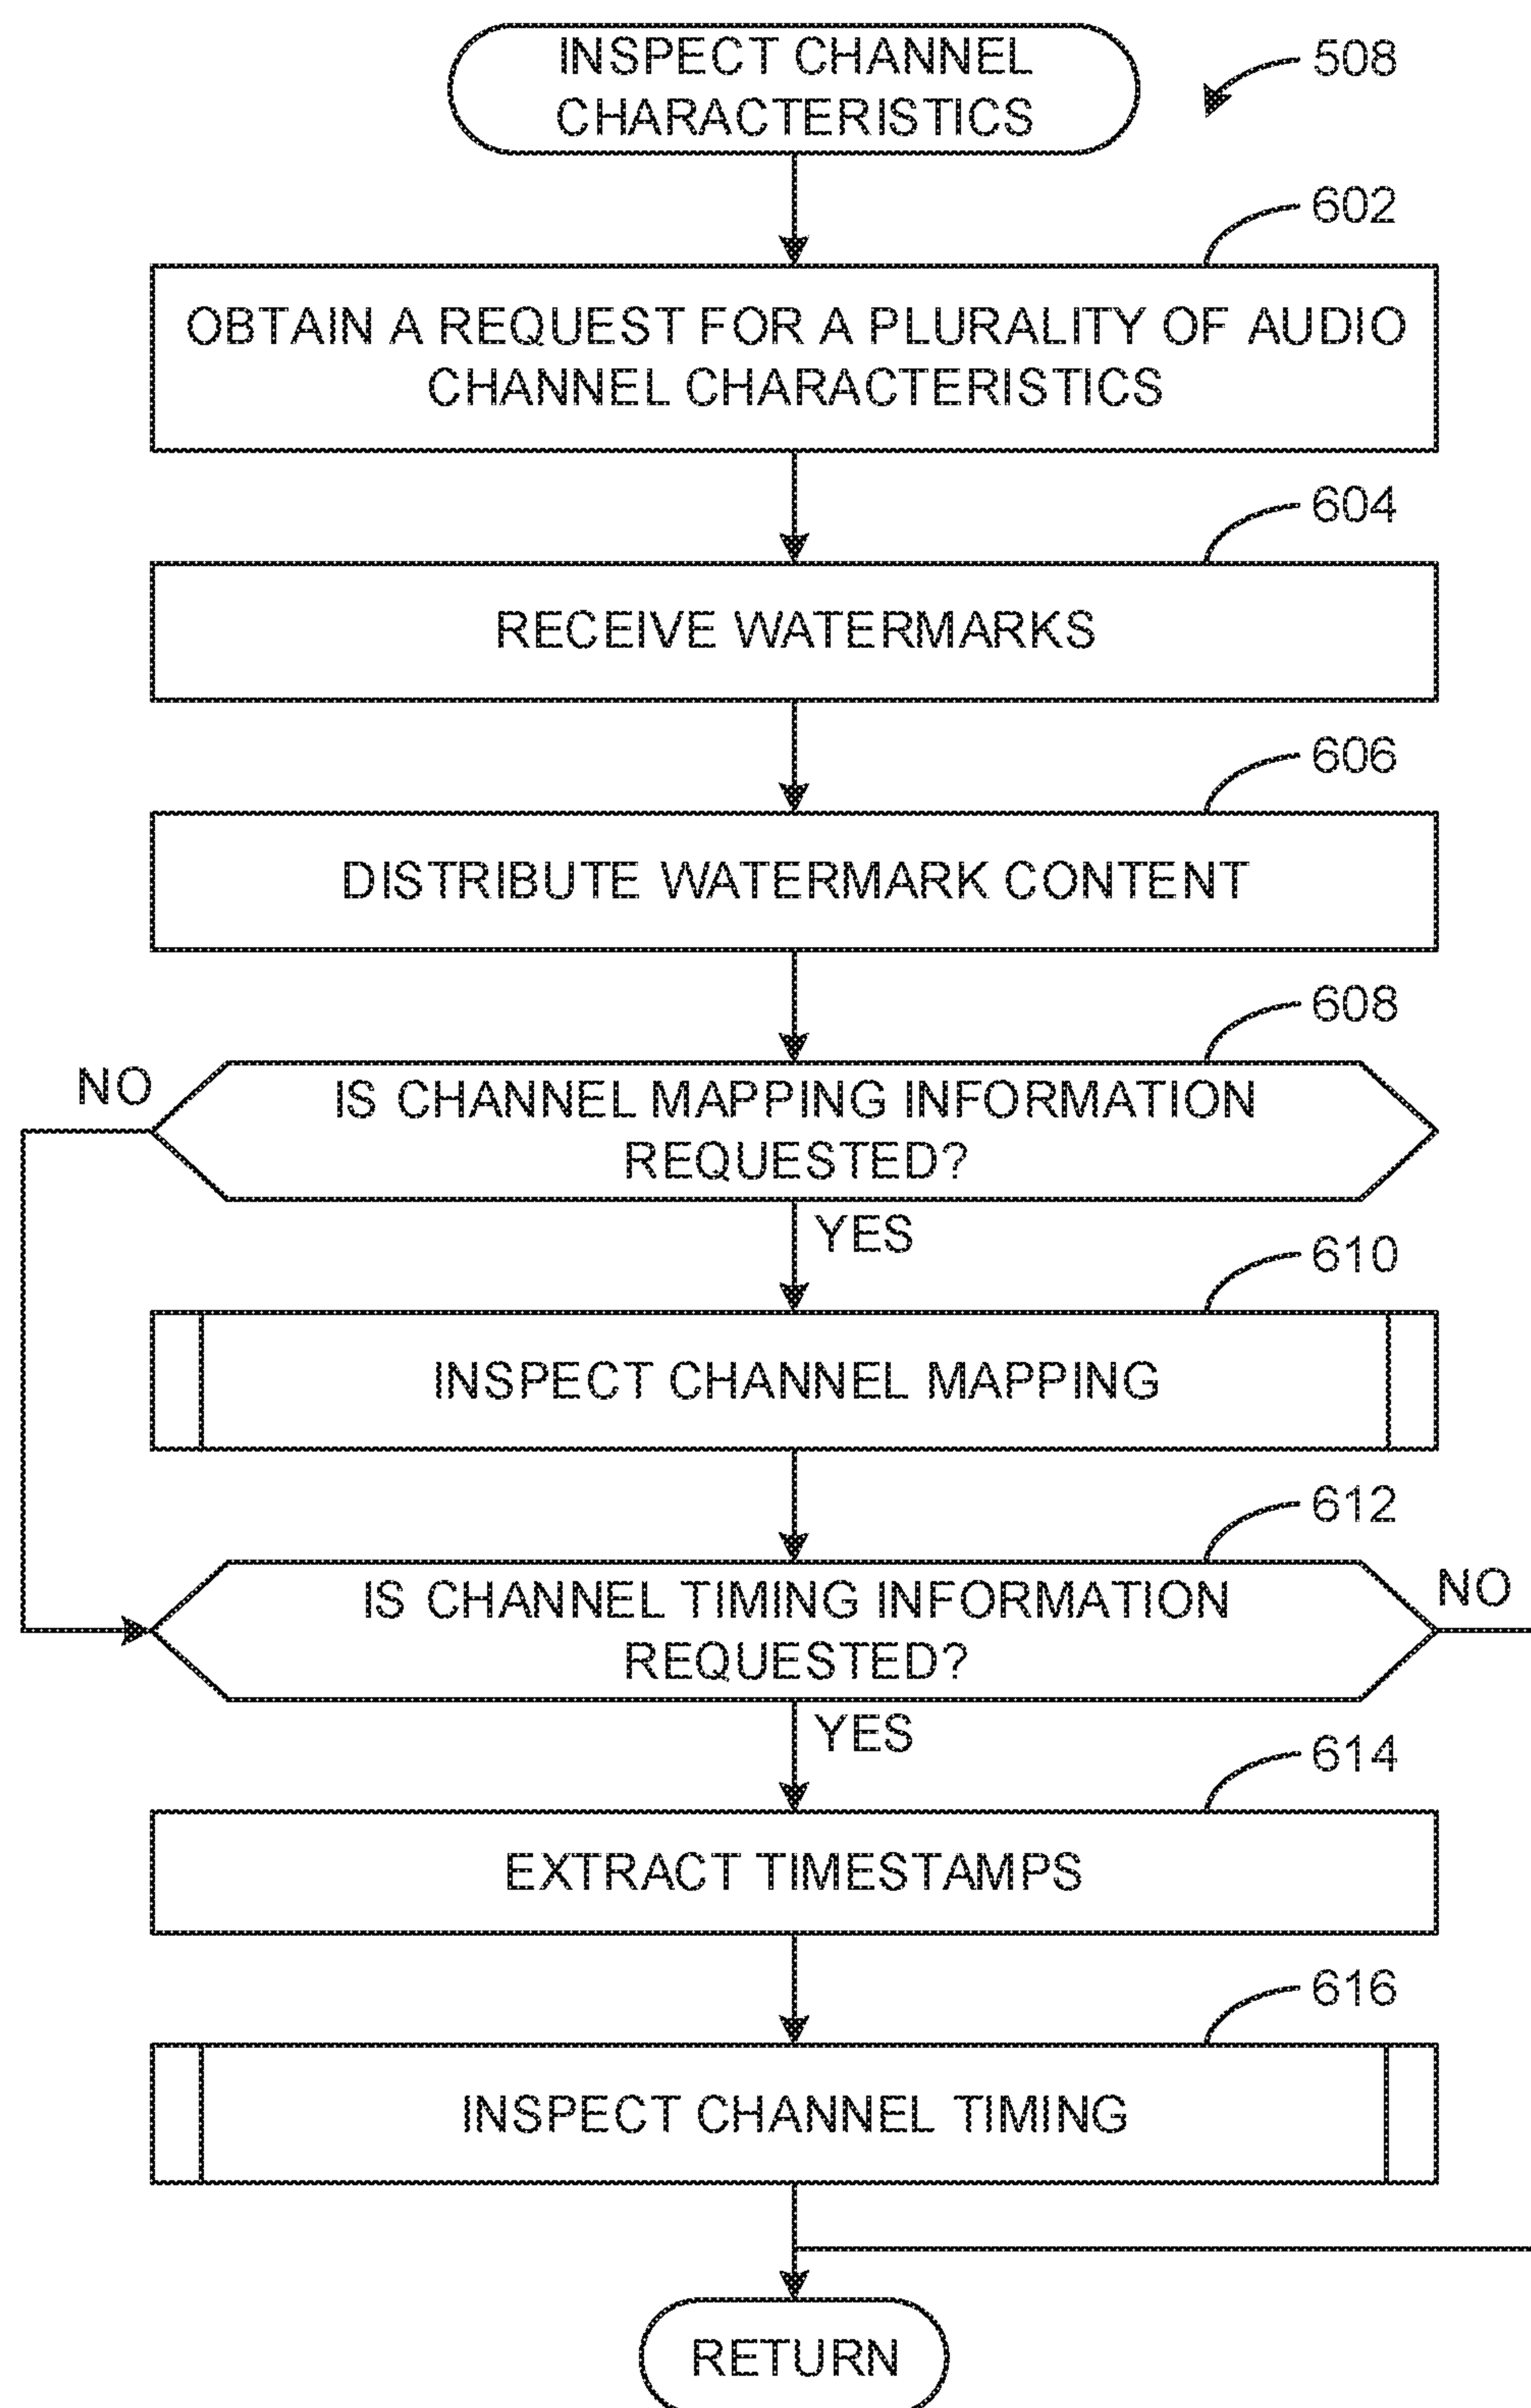 INSPECT CHANNEL
CHARACTERISTICS
508
602
OBTAIN A REQUEST FOR A PLURALITY OF AUDIO
CHANNEL CHARACTERISTICS
604
RECEIVE WATERMARKS
606
DISTRIBUTE WATERMARK CONTENT
608
NO
IS CHANNEL MAPPING INFORMATION
REQUESTED?
YES
610
INSPECT CHANNEL MAPPING
612
IS CHANNEL TIMING INFORMATION
REQUESTED?
NO
YES
614
EXTRACT TIMESTAMPS
616
INSPECT CHANNEL TIMING
RETURN